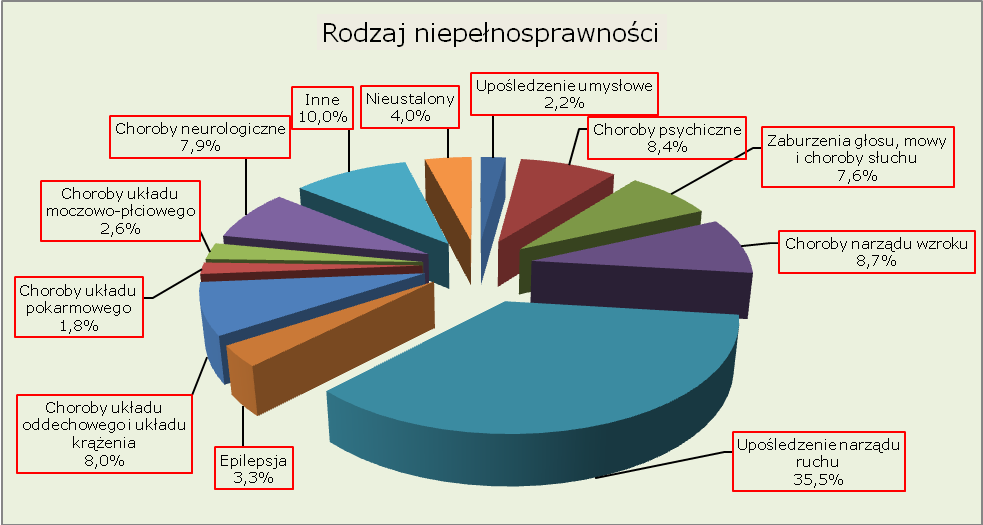 Rodzaj niepełnosprawności
Upośledzenie umysłowe
2,2%
Choroby psychiczne
8,4%
Zaburzenia głosu, mowy
i choroby słuchu
7,6%
Choroby narządu wzroku
8,7%
Upośledzenie narządu
ruchu
35,5%
Epilepsja
3,3%
Choroby układu
oddechowego i układu
krążenia
8,0%
Choroby układu
pokarmowego
1,8%
Choroby układu
moczowo-płciowego
2,6%
Choroby neurologiczne
7,9%
Inne
10,0%
Nieustalony
4,0%